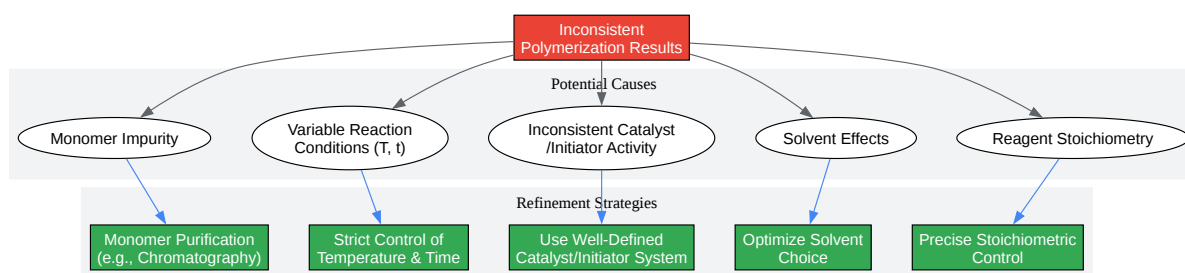 Inconsistent
Polymerization Results
Potential Causes
Monomer Impurity
Variable Reaction
Conditions (T, t)
Inconsistent Catalyst
/Initiator Activity
Solvent Effects
Reagent Stoichiometry
Refinement Strategies
Monomer Purification
(e.g., Chromatography)
Strict Control of
Temperature & Time
Use Well-Defined
Catalyst/Initiator System
Optimize Solvent
Choice
Precise Stoichiometric
Control